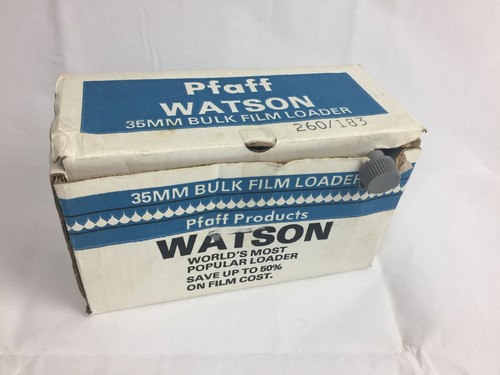 Pfaff
WATSON
35MM BULK FILM LOADER
260/183
35MM BULK FILM LOADER
Pfaff Products
WATSON
WORLD'S MOST
POPULAR LOADER
SAVE UP TO 50%
ON FILM COST.